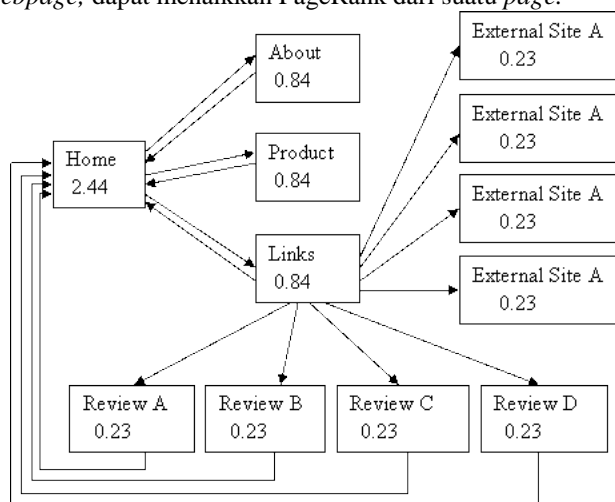 ebpage, dapat menaikkan PageRank dari suatu page.
External Site A
0.23
About
0.84
External Site A
0.23
Home
2.44
Product
0.84
External Site A
0.23
Links
0.84
External Site A
0.23
Review A
0.23
Review B
0.23
Review C
0.23
Review D
0.23